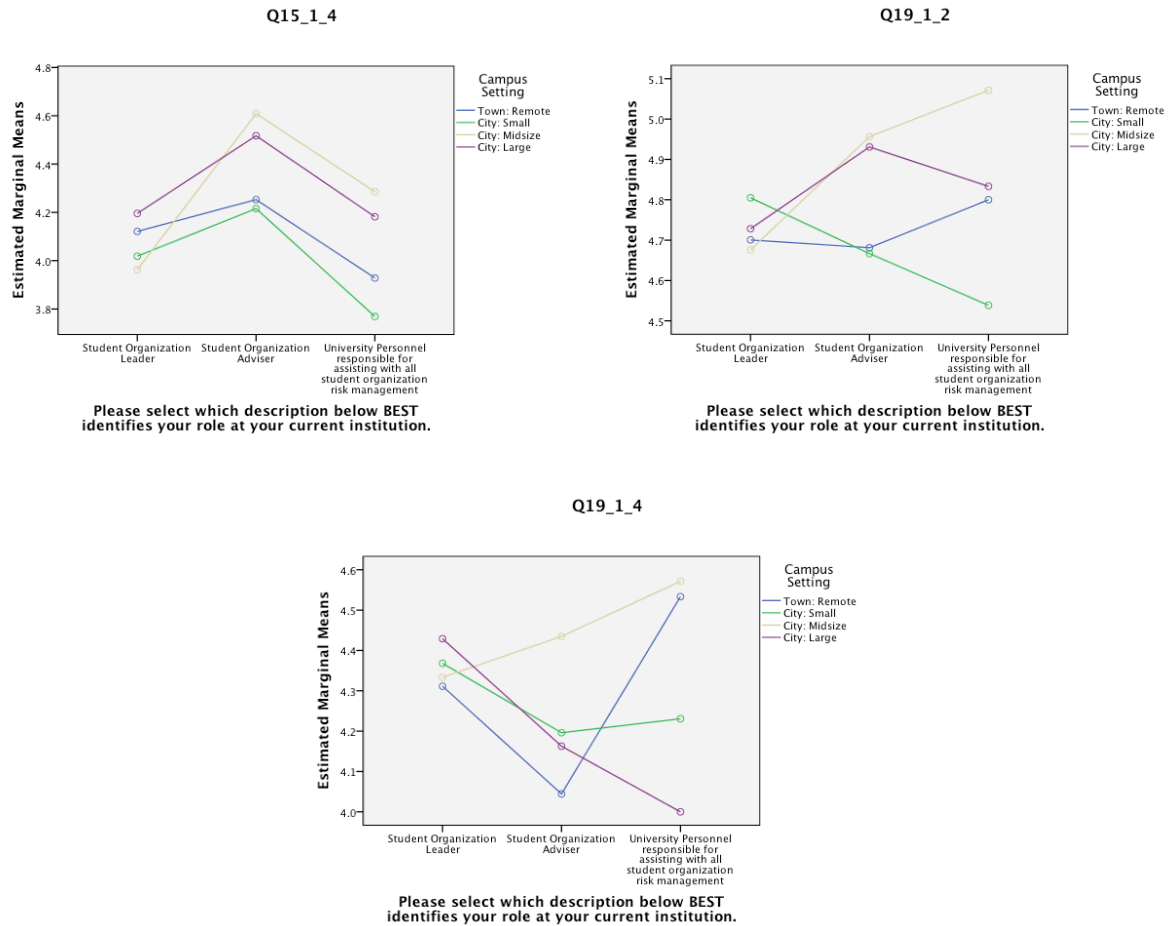 Q15_1_4
4.8
4.6
4.4
4.2
4.0
3.8
Estimated Marginal Means
Student Organization
Leader
Student Organization
Adviser
University Personnel
responsible for
assisting with all
student organization
risk management
Please select which description below BEST
identifies your role at your current institution.
Campus
Setting
Town: Remote
City: Small
City: Midsize
City: Large
Q19_1_2
5.1
5.0
4.9
4.8
4.7
4.6
4.5
Estimated Marginal Means
Student Organization
Leader
Student Organization
Adviser
University Personnel
responsible for
assisting with all
student organization
risk management
Please select which description below BEST
identifies your role at your current institution.
Campus
Setting
Town: Remote
City: Small
City: Midsize
City: Large
Q19_1_4
4.6
4.5
4.4
4.3
4.2
4.1
4.0
Estimated Marginal Means
Student Organization
Leader
Student Organization
Adviser
University Personnel
responsible for
assisting with all
student organization
risk management
Please select which description below BEST
identifies your role at your current institution.
Campus
Setting
Town: Remote
City: Small
City: Midsize
City: Large